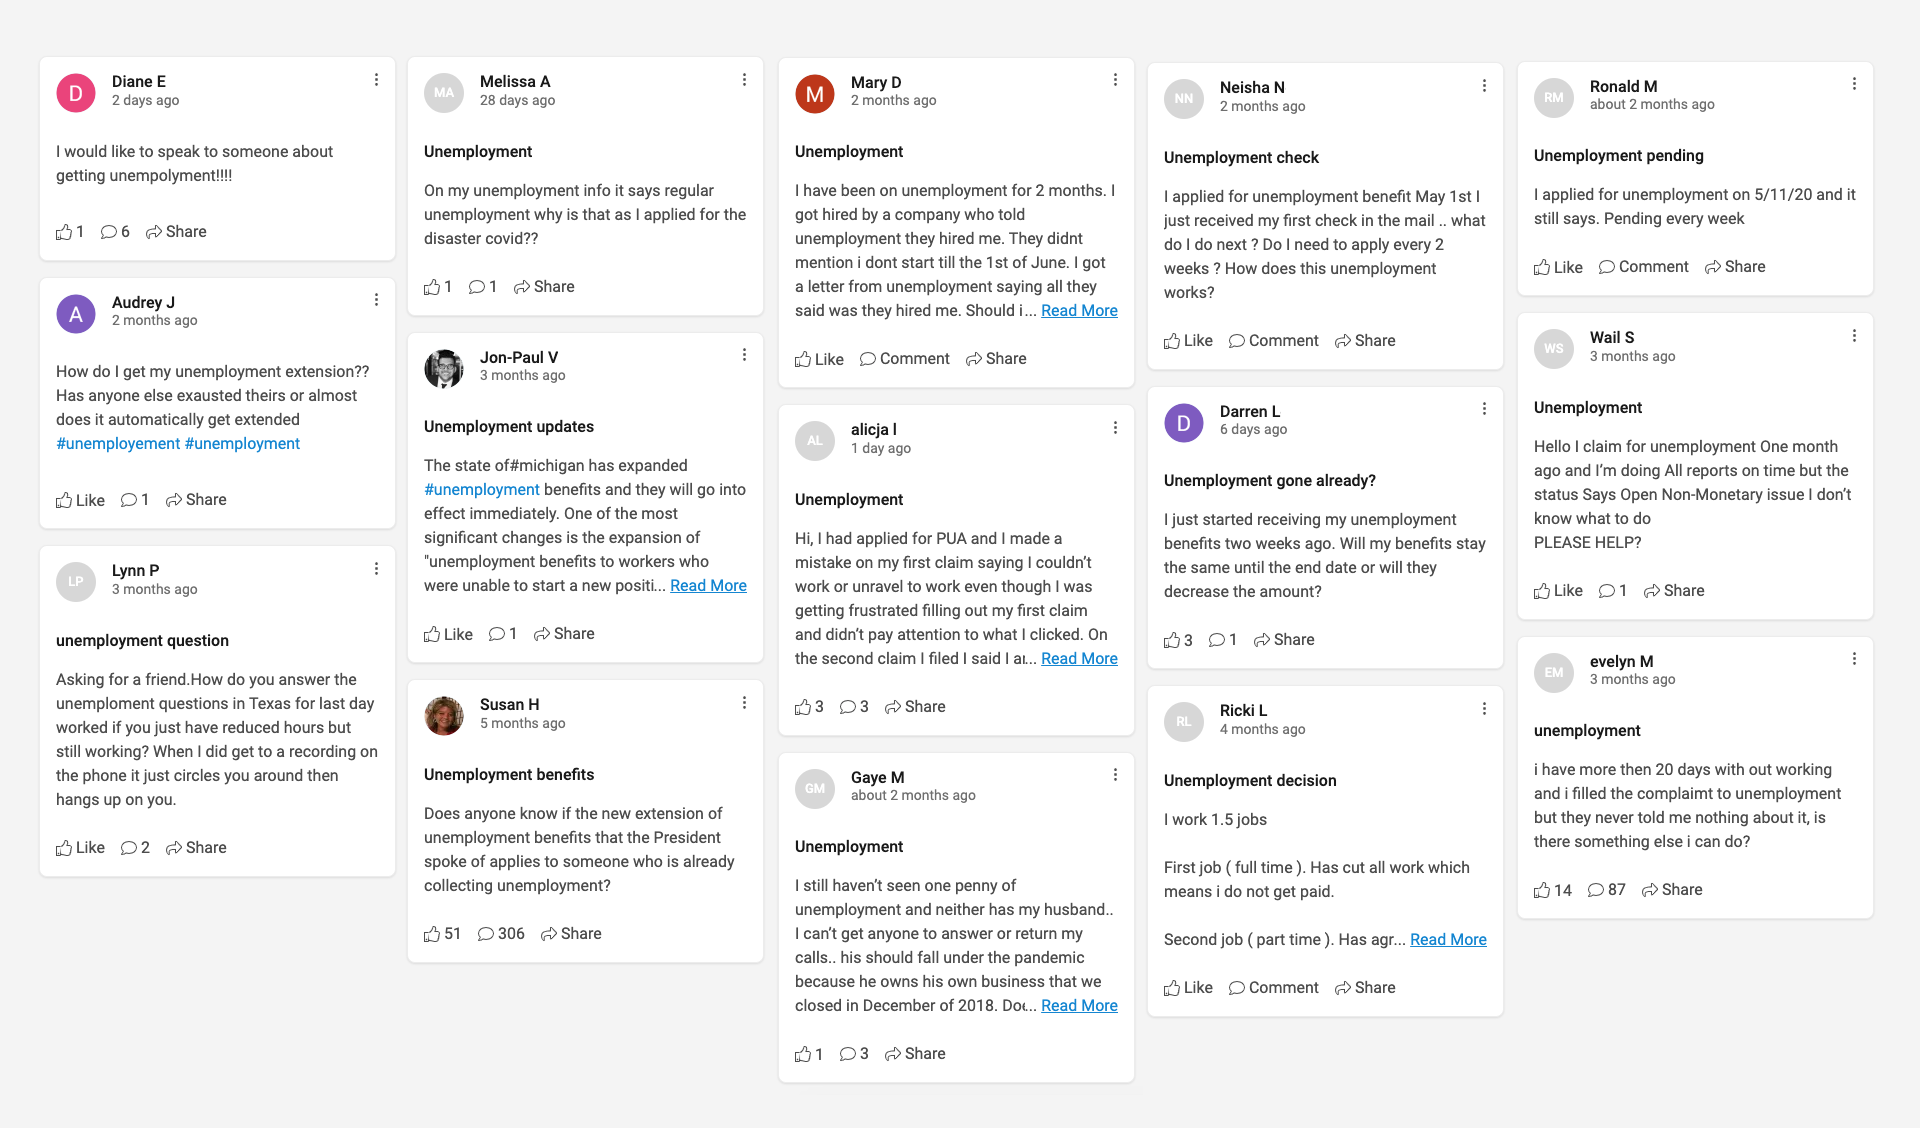 D
Diane E
2 days ago
I would like to speak to someone about
getting unempolyment!!!!
1 6 Share
A
Audrey J
2 months ago
How do I get my unemployment extension??
Has anyone else exausted theirs or almost
does it automatically get extended
#unemployement #unemployment
Like 1 Share
LP
Lynn P
3 months ago
unemployment question
Asking for a friend.How do you answer the
unemploment questions in Texas for last day
worked if you just have reduced hours but
still working? When I did get to a recording on
the phone it just circles you around then
hangs up on you.
Like 2 Share
MA
Melissa A
28 days ago
Unemployment
On my unemployment info it says regular
unemployment why is that as I applied for the
disaster covid??
1 1 Share
Jon-Paul V
3 months ago
Unemployment updates
The state of#michigan has expanded
#unemployment benefits and they will go into
effect immediately. One of the most
significant changes is the expansion of
"unemployment benefits to workers who
were unable to start a new positi... Read More
Like 1 Share
Susan H
5 months ago
Unemployment benefits
Does anyone know if the new extension of
unemployment benefits that the President
spoke of applies to someone who is already
collecting unemployment?
51 306 Share
M
Mary D
2 months ago
Unemployment
I have been on unemployment for 2 months. I
got hired by a company who told
unemployment they hired me. They didnt
mention i dont start till the 1st of June. I got
a letter from unemployment saying all they
said was they hired me. Should i... Read More
Like Comment Share
AL
alicja l
1 day ago
Unemployment
Hi, I had applied for PUA and I made a
mistake on my first claim saying I couldn't
work or unravel to work even though I was
getting frustrated filling out my first claim
and didn't pay attention to what I clicked. On
the second claim I filed I said I a... Read More
3 3 Share
GM
Gaye M
about 2 months ago
Unemployment
I still haven't seen one penny of
unemployment and neither has my husband..
I can't get anyone to answer or return my
calls.. his should fall under the pandemic
because he owns his own business that we
closed in December of 2018. Doe... Read More
1 3 Share
NN
Neisha N
2 months ago
Unemployment check
I applied for unemployment benefit May 1st I
just received my first check in the mail .. what
do I do next ? Do I need to apply every 2
weeks ? How does this unemployment
works?
Like Comment Share
D
Darren L
6 days ago
Unemployment gone already?
I just started receiving my unemployment
benefits two weeks ago. Will my benefits stay
the same until the end date or will they
decrease the amount?
3 1 Share
RL
Ricki L
4 months ago
Unemployment decision
I work 1.5 jobs
First job ( full time ). Has cut all work which
means i do not get paid.
Second job ( part time ). Has agr... Read More
Like Comment Share
RM
Ronald M
about 2 months ago
Unemployment pending
I applied for unemployment on 5/11/20 and it
still says. Pending every week
Like Comment Share
WS
Wail S
3 months ago
Unemployment
Hello I claim for unemployment One month
ago and I'm doing All reports on time but the
status Says Open Non-Monetary issue I don't
know what to do
PLEASE HELP?
Like 1 Share
EM
evelyn M
3 months ago
unemployment
i have more then 20 days with out working
and i filled the complaimt to unemployment
but they never told me nothing about it, is
there something else i can do?
14 87 Share